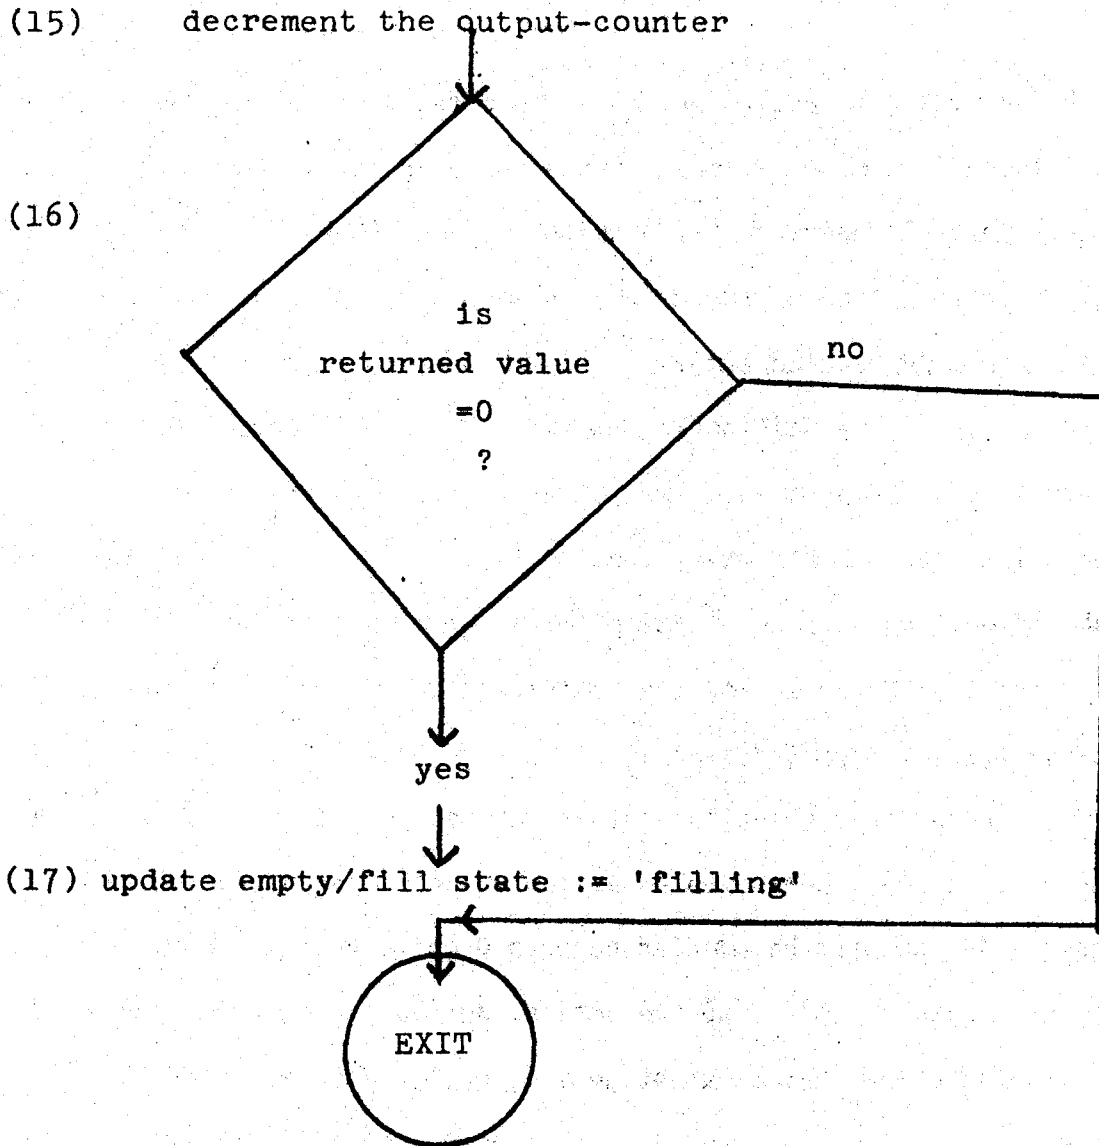 (15) decrement the output-counter
(16)
is
returned value
=0
?
no
yes
(17) update empty/fill state := 'filling'
EXIT